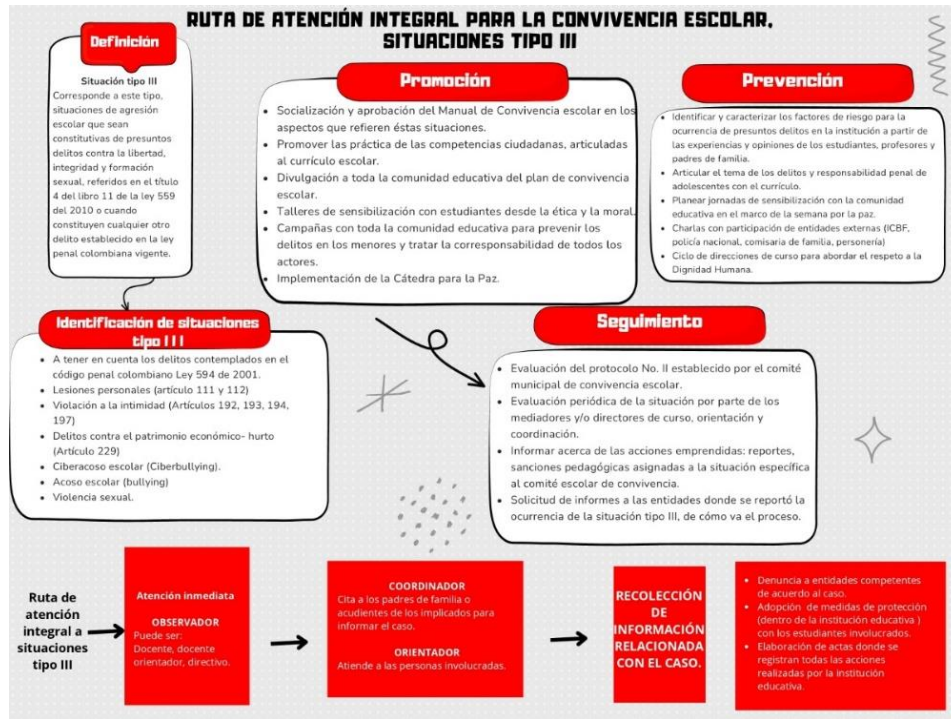 RUTA DE ATENCIÓN INTEGRAL PARA LA CONVIVENCIA ESCOLAR,
SITUACIONES TIPO III
Definición
Situación tipo III
Corresponde a este tipo,
situaciones de agresión
escolar que sean
constitutivas de presuntos
delitos contra la libertad,
integridad y formación
sexual, referidos en el título
4 del libro 11 de la ley 559
del 2010 o cuando
constituyen cualquier otro
delito establecido en la ley
penal colombiana vigente.
Promoción
• Socialización y aprobación del Manual de Convivencia escolar en los
aspectos que refieren éstas situaciones.
• Promover las práctica de las competencias ciudadanas, articuladas
al currículo escolar.
• Divulgación a toda la comunidad educativa del plan de convivencia
escolar.
• Talleres de sensibilización con estudiantes desde la ética y la moral.
• Campañas con toda la comunidad educativa para prevenir los
delitos en los menores y tratar la corresponsabilidad de todos los
actores.
• Implementación de la Cátedra para la Paz.
Prevención
• Identificar y caracterizar los factores de riesgo para la
ocurrencia de presuntos delitos en la institución a partir de
las experiencias y opiniones de los estudiantes, profesores y
padres de familia.
• Articular el tema de los delitos y responsabilidad penal de
adolescentes con el currículo.
• Planear jornadas de sensibilización con la comunidad
educativa en el marco de la semana por la paz.
• Charlas con participación de entidades externas (ICBF,
policía nacional, comisaria de familia, personería)
• Ciclo de direcciones de curso para abordar el respeto a la
Dignidad Humana.
Identificación de situaciones
tipo III
• A tener en cuenta los delitos contemplados en el
código penal colombiano Ley 594 de 2001.
• Lesiones personales (artículo 111 y 112)
• Violación a la intimidad (Artículos 192, 193, 194,
197)
• Delitos contra el patrimonio económico- hurto
(Artículo 229)
• Ciberacoso escolar (Ciberbullying).
• Acoso escolar (bullying)
• Violencia sexual.
Seguimiento
• Evaluación del protocolo No. II establecido por el comité
municipal de convivencia escolar.
• Evaluación periódica de la situación por parte de los
mediadores y/o directores de curso, orientación y
coordinación.
• Informar acerca de las acciones emprendidas: reportes,
sanciones pedagógicas asignadas a la situación específica
al comité escolar de convivencia.
• Solicitud de informes a las entidades donde se reportó la
ocurrencia de la situación tipo III, de cómo va el proceso.
Ruta de
atención
integral a
situaciones
tipo III
Atención inmediata
OBSERVADOR
Puede ser:
Docente, docente
orientador, directivo.
COORDINADOR
Cita a los padres de familia o
acudientes de los implicados para
informar el caso.
ORIENTADOR
Atiende a las personas involucradas.
RECOLECCIÓN
DE
INFORMACIÓN
RELACIONADA
CON EL CASO.
• Denuncia a entidades competentes
de acuerdo al caso.
• Adopción de medidas de protección
(dentro de la institución educativa )
con los estudiantes involucrados.
• Elaboración de actas donde se
registran todas las acciones
realizadas por la institución
educativa.